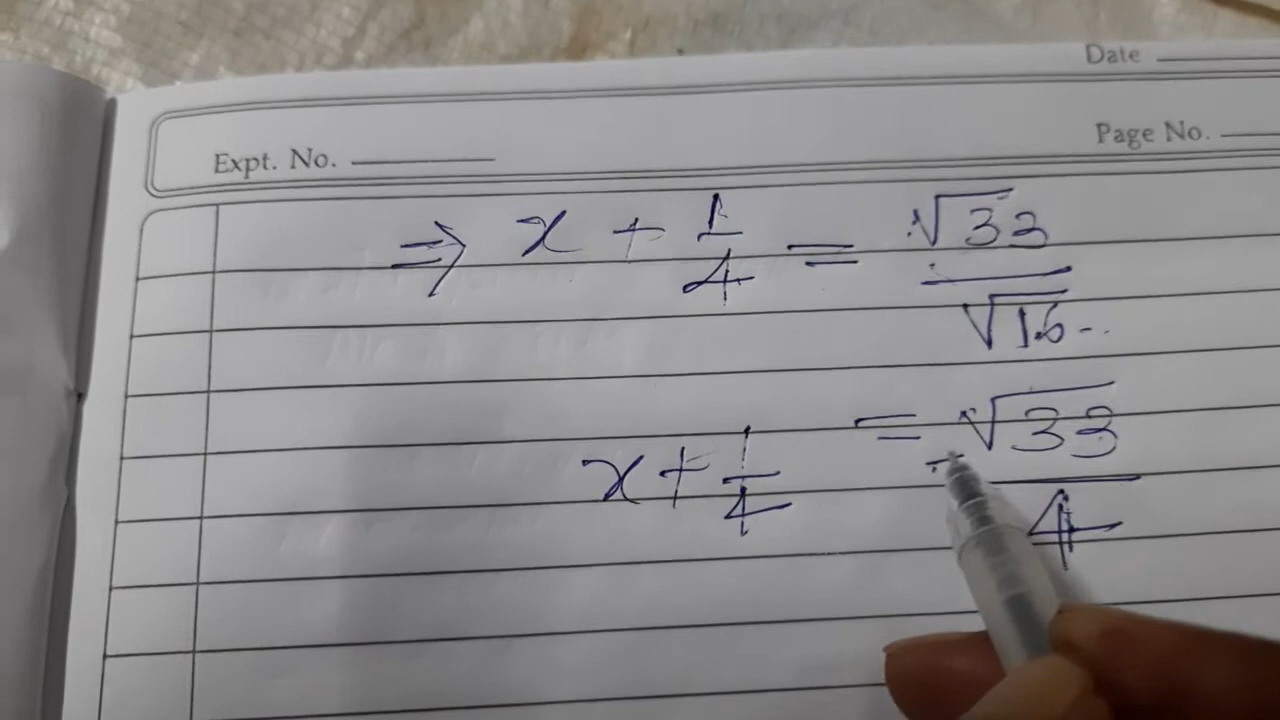 Date
Page No.
Expt. No.
⇒ x + 1/4 = √33/√16
x + 1/4 = √33/4